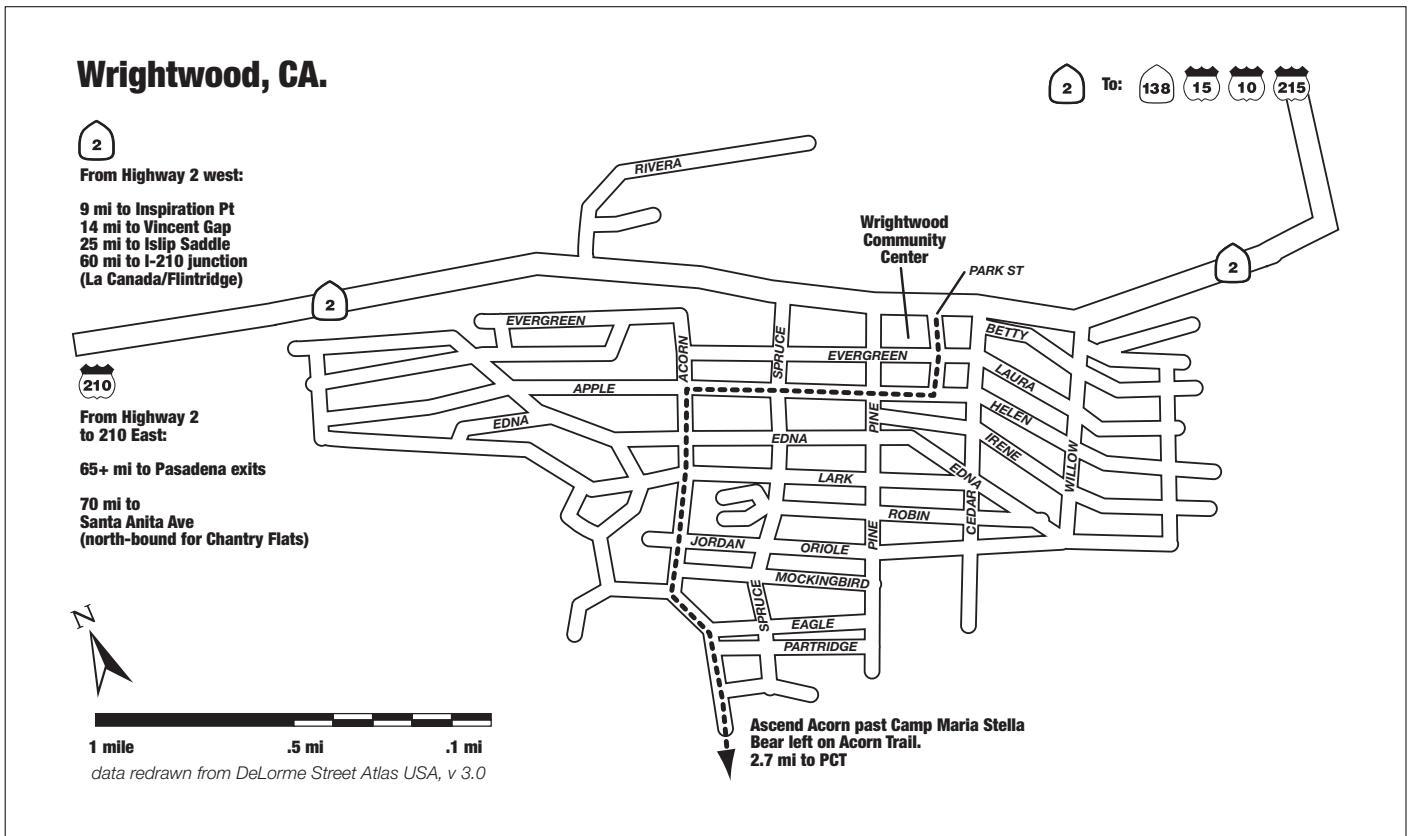 Wrightwood, CA.
2 To: 138 15 10 215
2
From Highway 2 west:
9 mi to Inspiration Pt
14 mi to Vincent Gap
25 mi to Islip Saddle
60 mi to I-210 junction
(La Canada/Flintridge)
RIVERA
Wrightwood
Community
Center
PARK ST
2
2
EVERGREEN
ACORN
SPRUCE
EVERGREEN
BETTY
210
From Highway 2
to 210 East:
65+ mi to Pasadena exits
70 mi to
Santa Anita Ave
(north-bound for Chantry Flats)
APPLE
LAURA
PINE
HELEN
EDNA
EDNA
IRENE
WILLOW
LARK
EDNA
CEDAR
ROBIN
PINE
JORDAN
ORIOLE
MOCKINGBIRD
SPRUCE
EAGLE
PARTRIDGE
N
1 mile .5 mi .1 mi
data redrawn from DeLorme Street Atlas USA, v 3.0
Ascend Acorn past Camp Maria Stella
Bear left on Acorn Trail.
2.7 mi to PCT